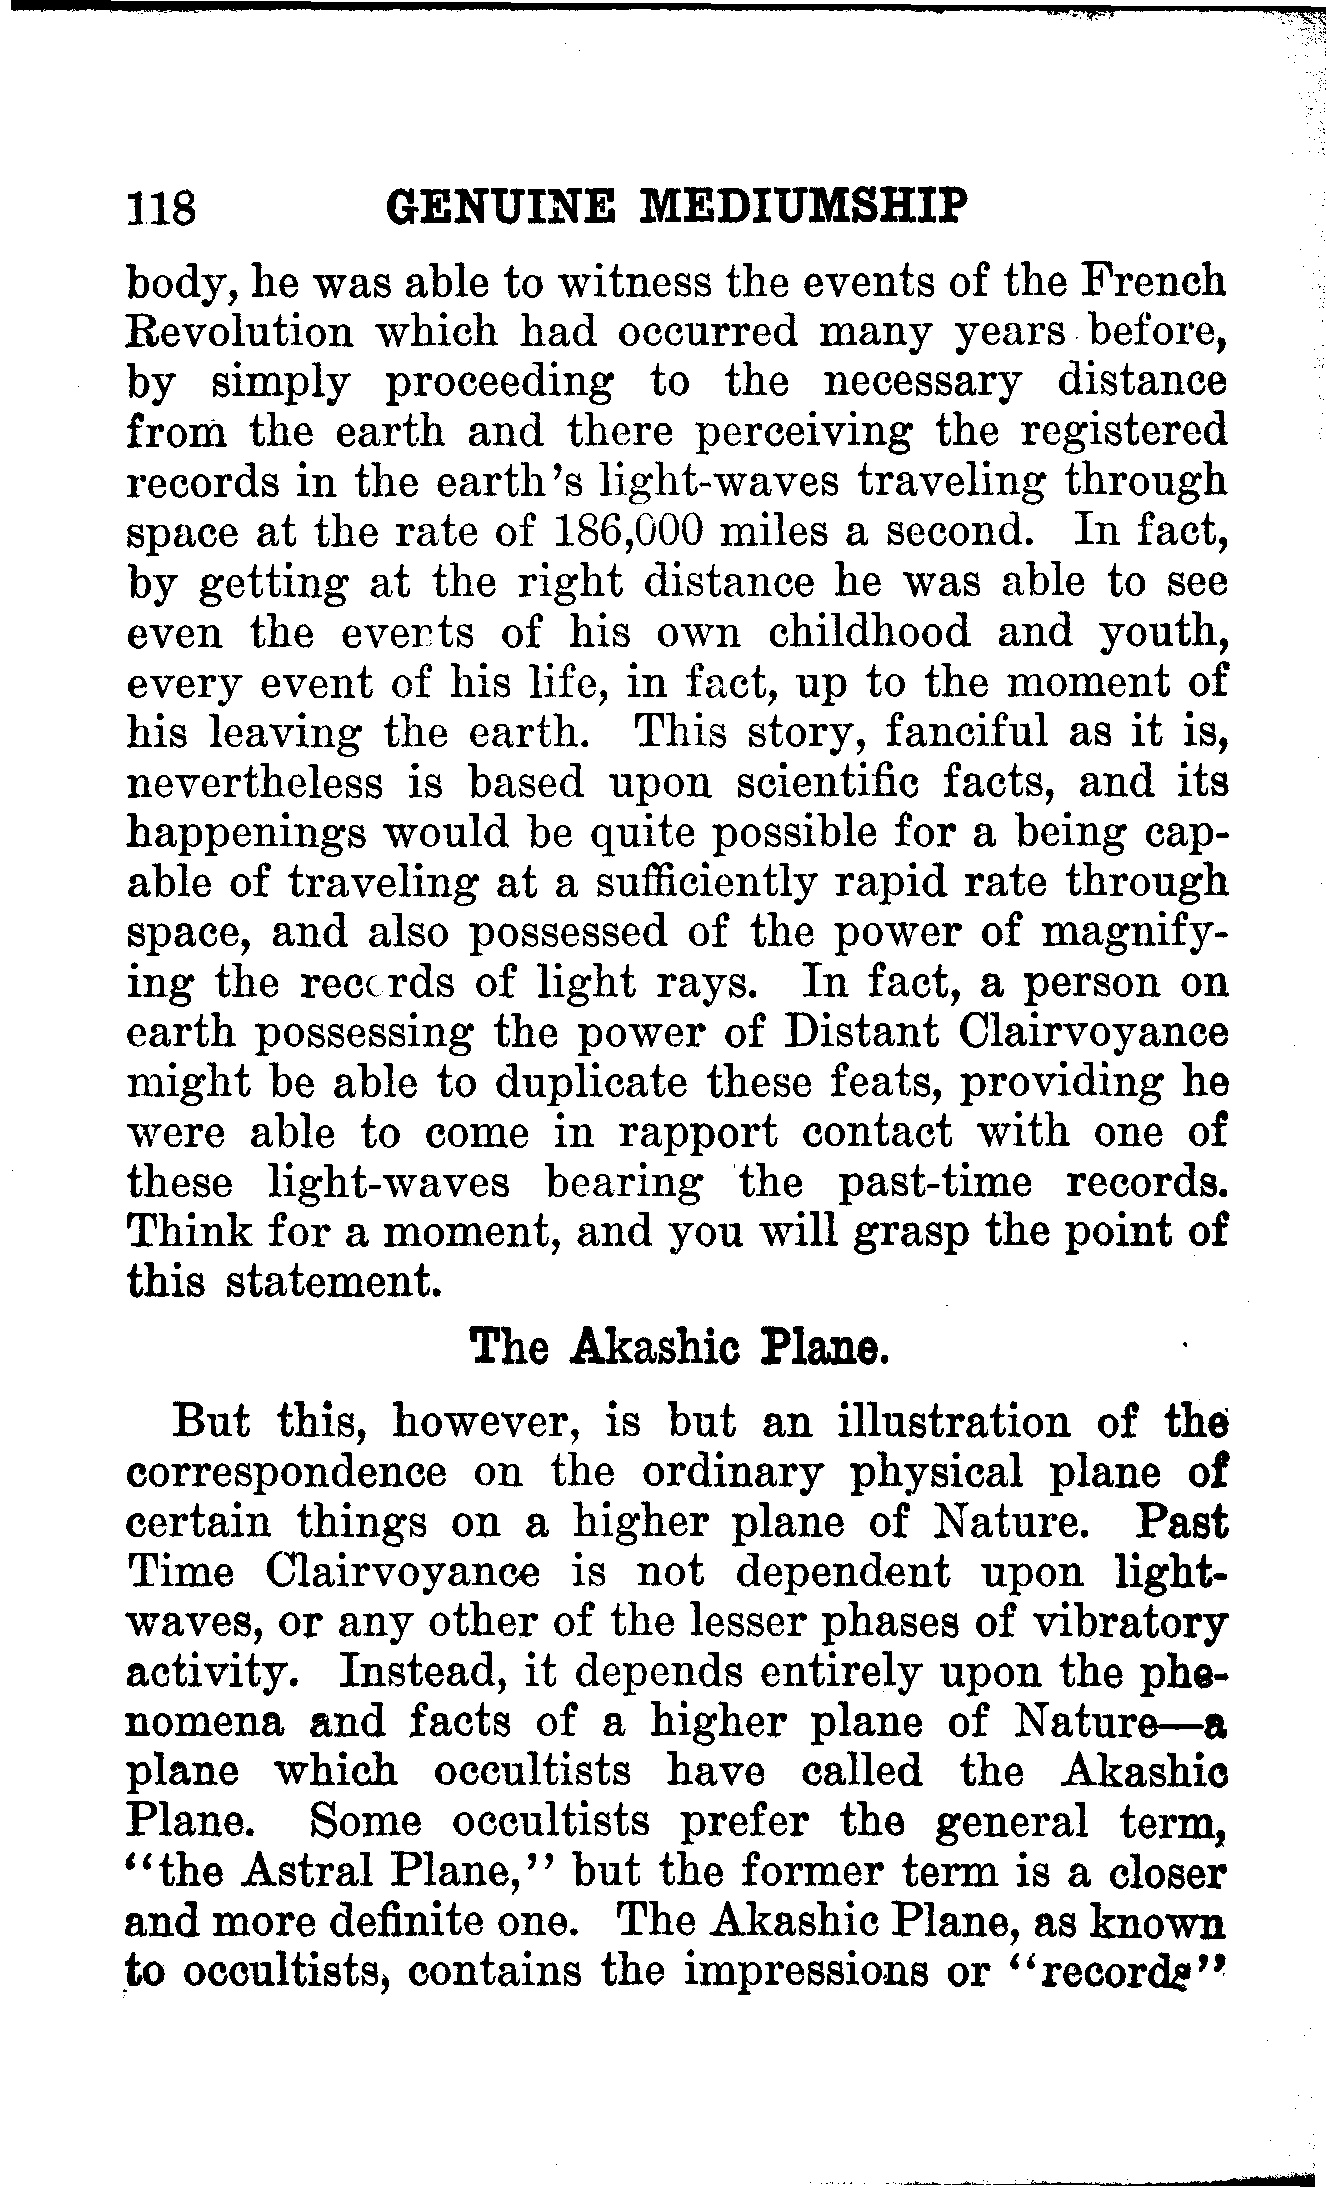 118 GENUINE MEDIUMSHIP
body, he was able to witness the events of the French
Revolution which had occurred many years before,
by simply proceeding to the necessary distance
from the earth and there perceiving the registered
records in the earth's light-waves traveling through
space at the rate of 186,000 miles a second. In fact,
by getting at the right distance he was able to see
even the events of his own childhood and youth,
every event of his life, in fact, up to the moment of
his leaving the earth. This story, fanciful as it is,
nevertheless is based upon scientific facts, and its
happenings would be quite possible for a being cap-
able of traveling at a sufficiently rapid rate through
space, and also possessed of the power of magnify-
ing the records of light rays. In fact, a person on
earth possessing the power of Distant Clairvoyance
might be able to duplicate these feats, providing he
were able to come in rapport contact with one of
these light-waves bearing the past-time records.
Think for a moment, and you will grasp the point of
this statement.
The Akashic Plane.
But this, however, is but an illustration of the
correspondence on the ordinary physical plane of
certain things on a higher plane of Nature. Past
Time Clairvoyance is not dependent upon light-
waves, or any other of the lesser phases of vibratory
activity. Instead, it depends entirely upon the phe-
nomena and facts of a higher plane of Nature—a
plane which occultists have called the Akashic
Plane. Some occultists prefer the general term,
"the Astral Plane," but the former term is a closer
and more definite one. The Akashic Plane, as known
to occultists, contains the impressions or "records"